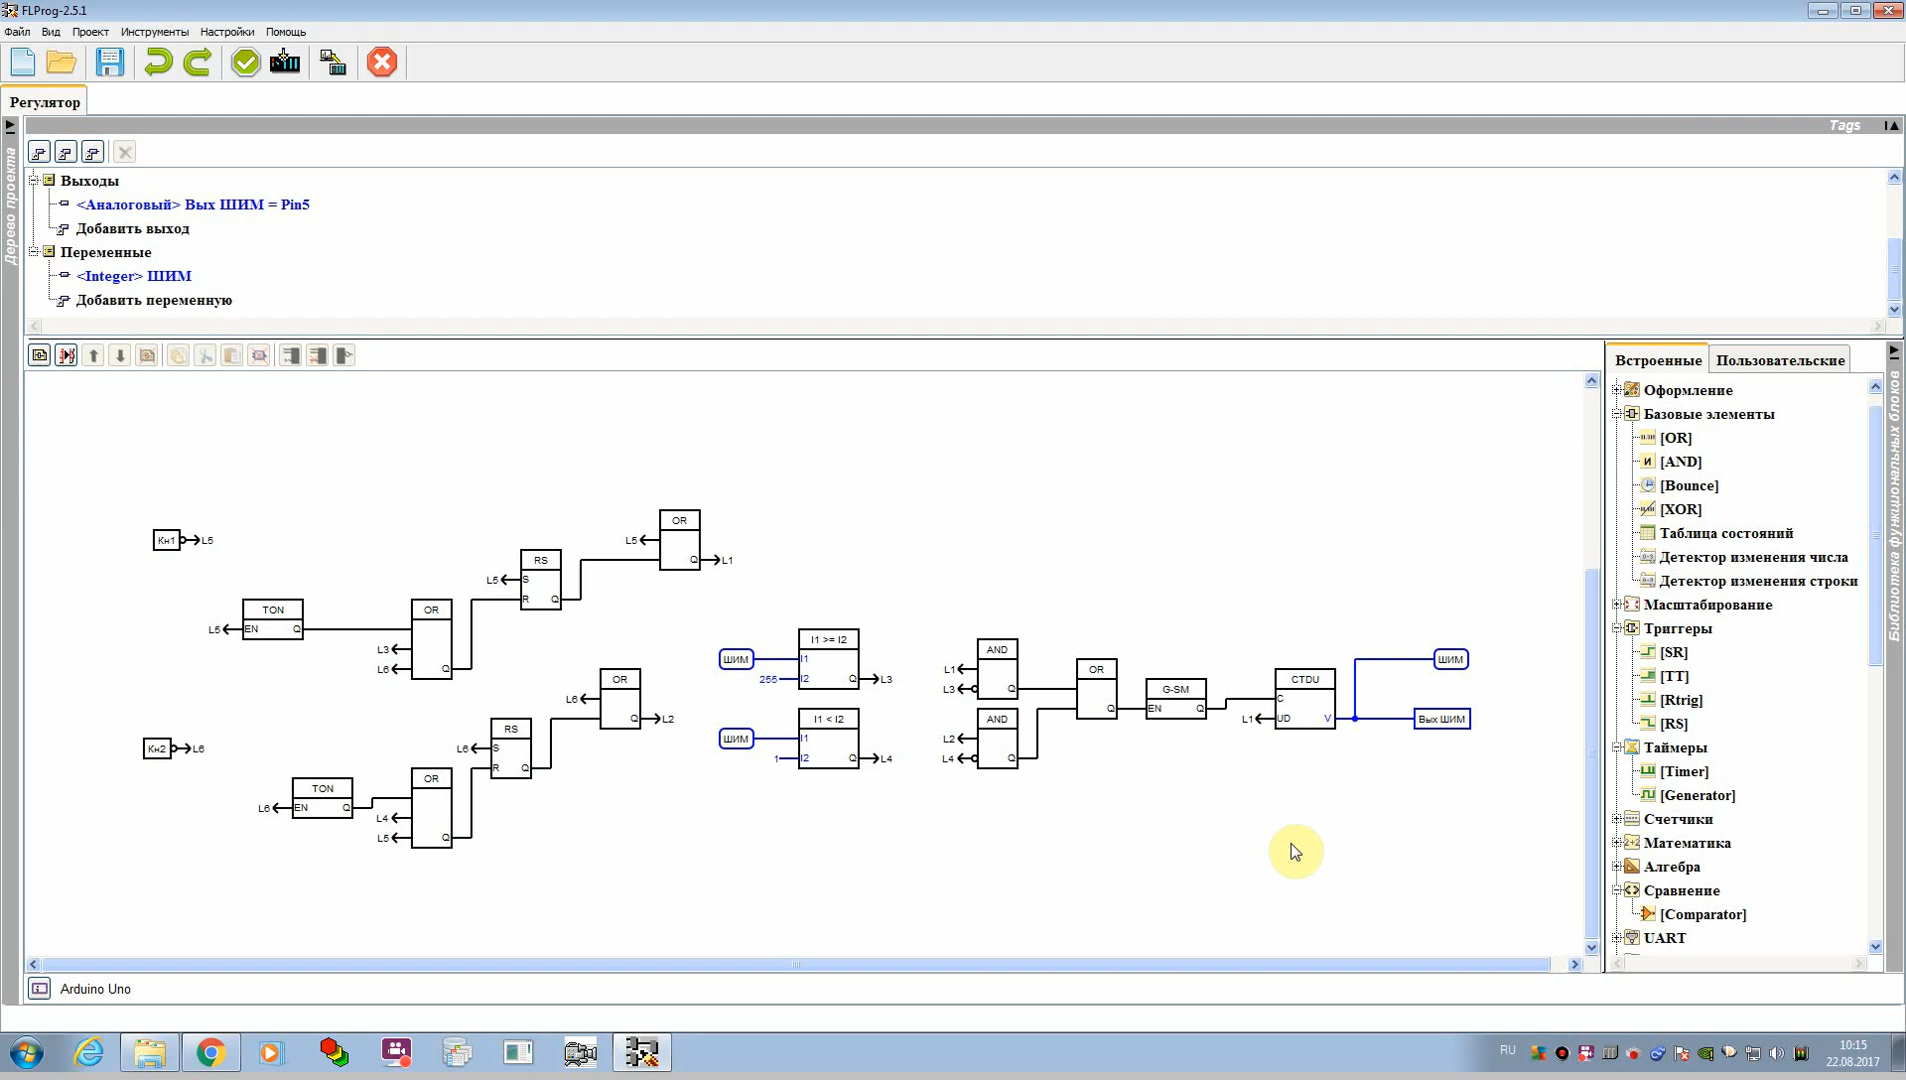 FLProg-2.5.1
Файл Вид Проект Инструменты Настройки Помощь
Регулятор
Tags
Дерево проекта
Выходы
<Аналоговый> Вых ШИМ = Pin5
Добавить выход
Переменные
<Integer> ШИМ
Добавить переменную
Встроенные Пользовательские
Библиотека функциональных блоков
Оформление
Базовые элементы
[OR]
[AND]
[Bounce]
[XOR]
Таблица состояний
Детектор изменения числа
Детектор изменения строки
Масштабирование
Триггеры
[SR]
[TT]
[Rtrig]
[RS]
Таймеры
[Timer]
[Generator]
Счетчики
Математика
Алгебра
Сравнение
[Comparator]
UART
OR
Кн1 L5
L5
Q L1
RS
L5 S
R Q
TON
L5 EN Q
OR
L3
L6 Q
OR
L6
Q L2
RS
L6 S
R Q
Кн2 L6
TON
L6 EN Q
OR
L4
L5 Q
I1 >= I2
ШИМ I1
255 I2 Q L3
I1 < I2
ШИМ I1
1 I2 Q L4
AND
L1
L3 Q
AND
L2
L4 Q
OR
Q
G-SM
EN Q
CTDU
C
L1 UD V
ШИМ
Вых ШИМ
Arduino Uno
RU
10:15
22.08.2017